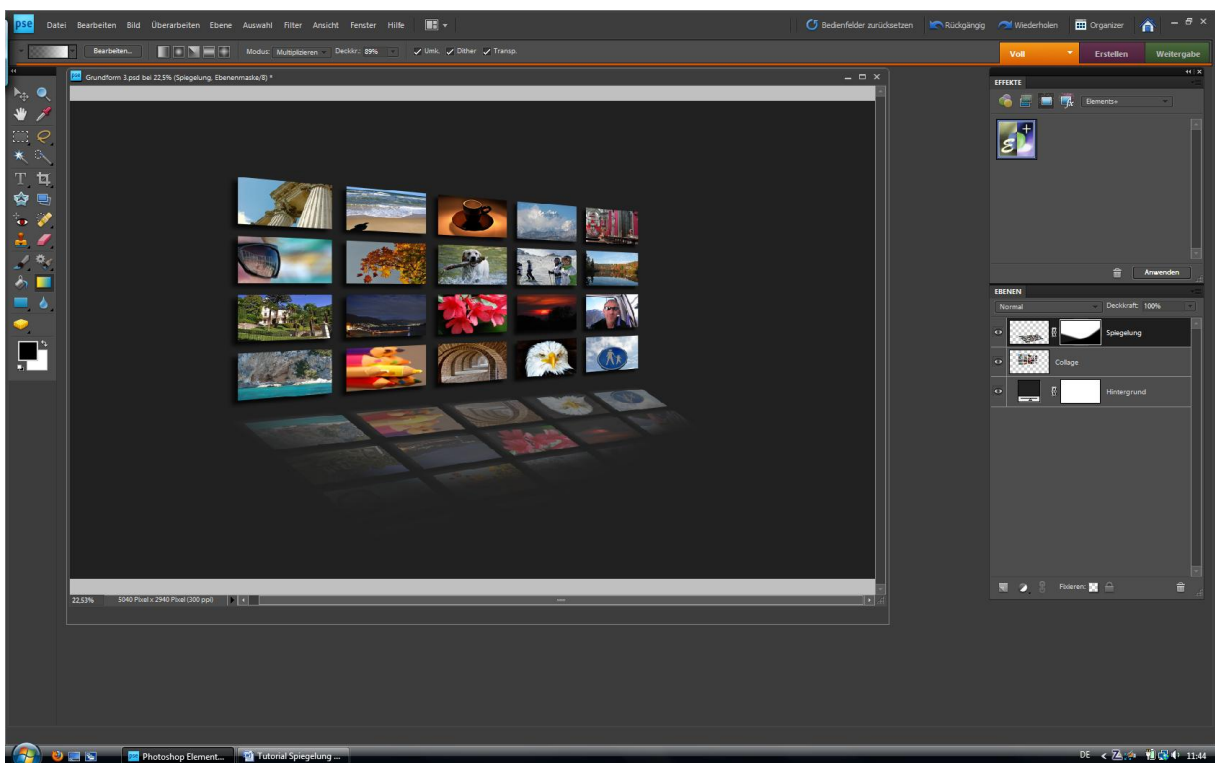 pse Datei Bearbeiten Bild Überarbeiten Ebene Auswahl Filter Ansicht Fenster Hilfe Bedienfelder zurücksetzen Rückgängig Wiederholen Organizer
Bearbeiten... Modus: Multiplizieren Deckkr.: 89% Umk. Dither Transp. Voll Erstellen Weitergabe
Grundform 3.psd bei 22,5% (Spiegelung, Ebenenmaske/8) *
EFFEKTE
Elements+
Anwenden
EBENEN
Normal Deckkraft: 100%
Spiegelung
Collage
Hintergrund
Fixieren:
22,53% 5040 Pixel x 2940 Pixel (300 ppi)
Photoshop Element... Tutorial Spiegelung ... DE 11:44